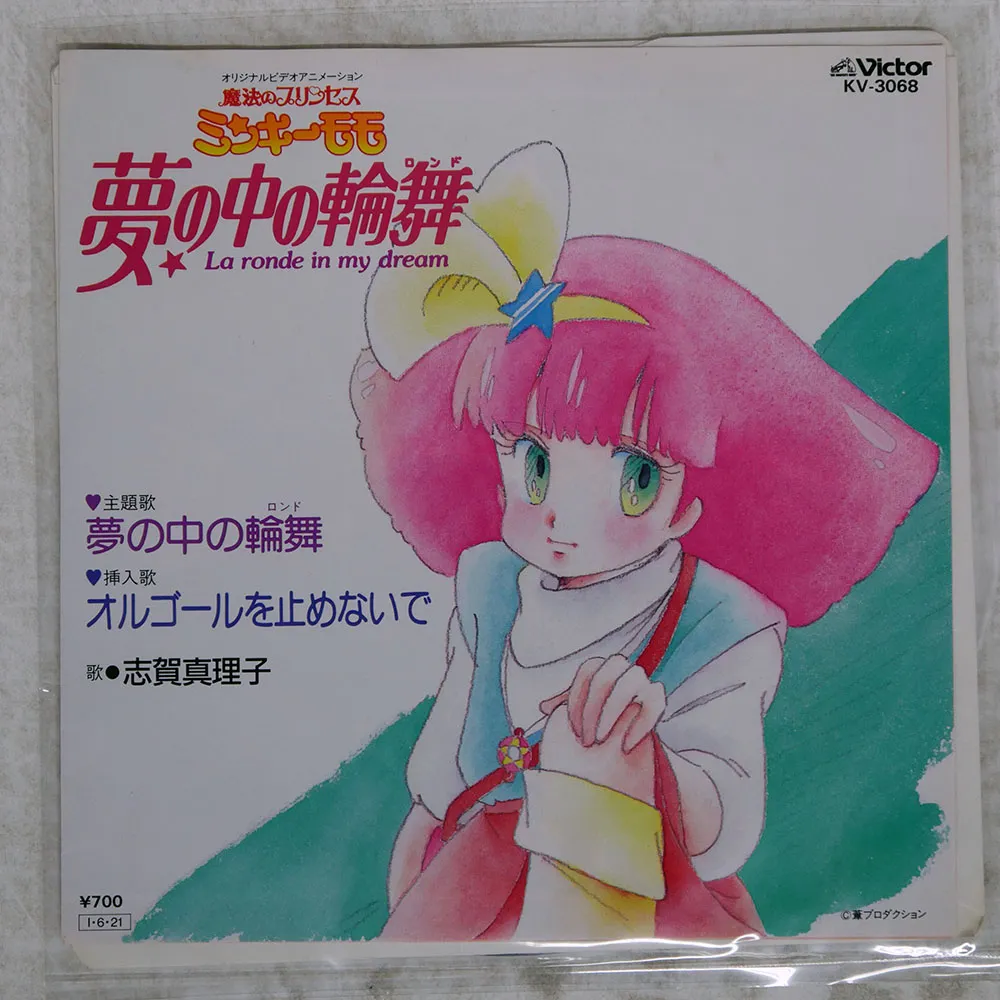 オリジナルビデオアニメーション
魔法のプリンセス
ミンキーモモ
ロンド
夢の中の輪舞
La ronde in my dream
Victor
KV-3068
♥主題歌
ロンド
夢の中の輪舞
♥挿入歌
オルゴールを止めないで
歌●志賀真理子
¥700
I·6·21
©葦プロダクション